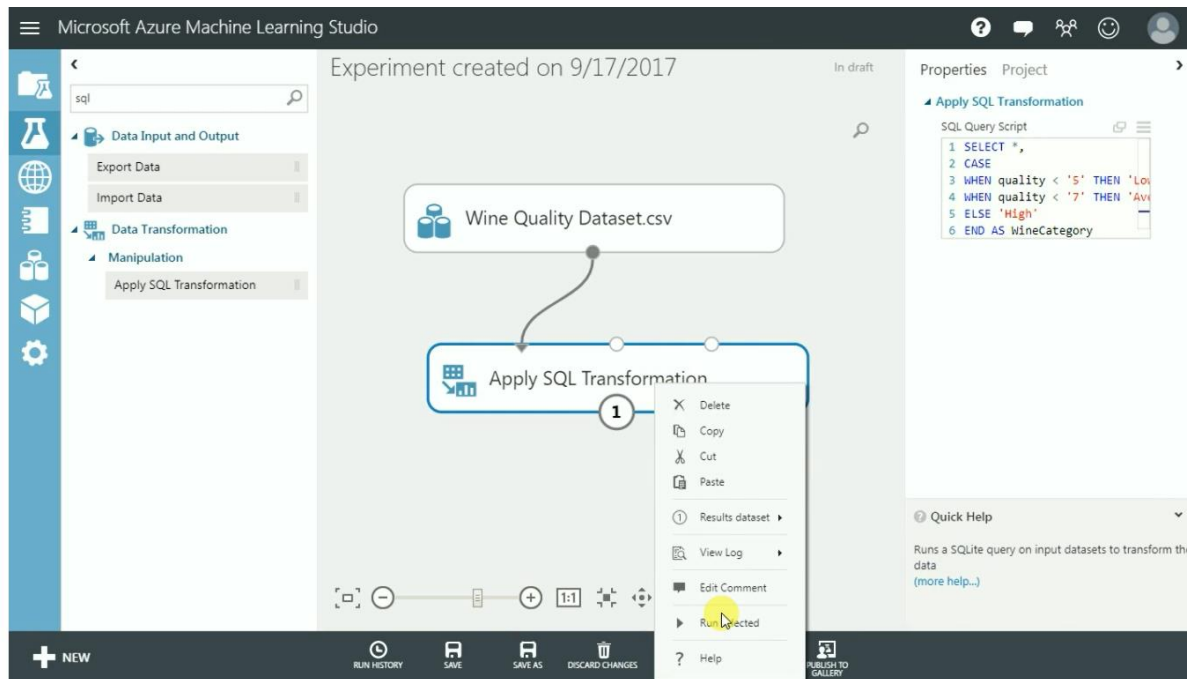 Microsoft Azure Machine Learning Studio
sql
Data Input and Output
Export Data
Import Data
Data Transformation
Manipulation
Apply SQL Transformation
Experiment created on 9/17/2017
In draft
Wine Quality Dataset.csv
Apply SQL Transformation
1
Delete
Copy
Cut
Paste
1 Results dataset
View Log
Edit Comment
Run selected
? Help
1:1
Properties Project
Apply SQL Transformation
SQL Query Script
1 SELECT *,
2 CASE
3 WHEN quality < '5' THEN 'Lo
4 WHEN quality < '7' THEN 'Av
5 ELSE 'High'
6 END AS WineCategory
Quick Help
Runs a SQLite query on input datasets to transform th
data
(more help...)
NEW
RUN HISTORY
SAVE
SAVE AS
DISCARD CHANGES
PUBLISH TO
GALLERY